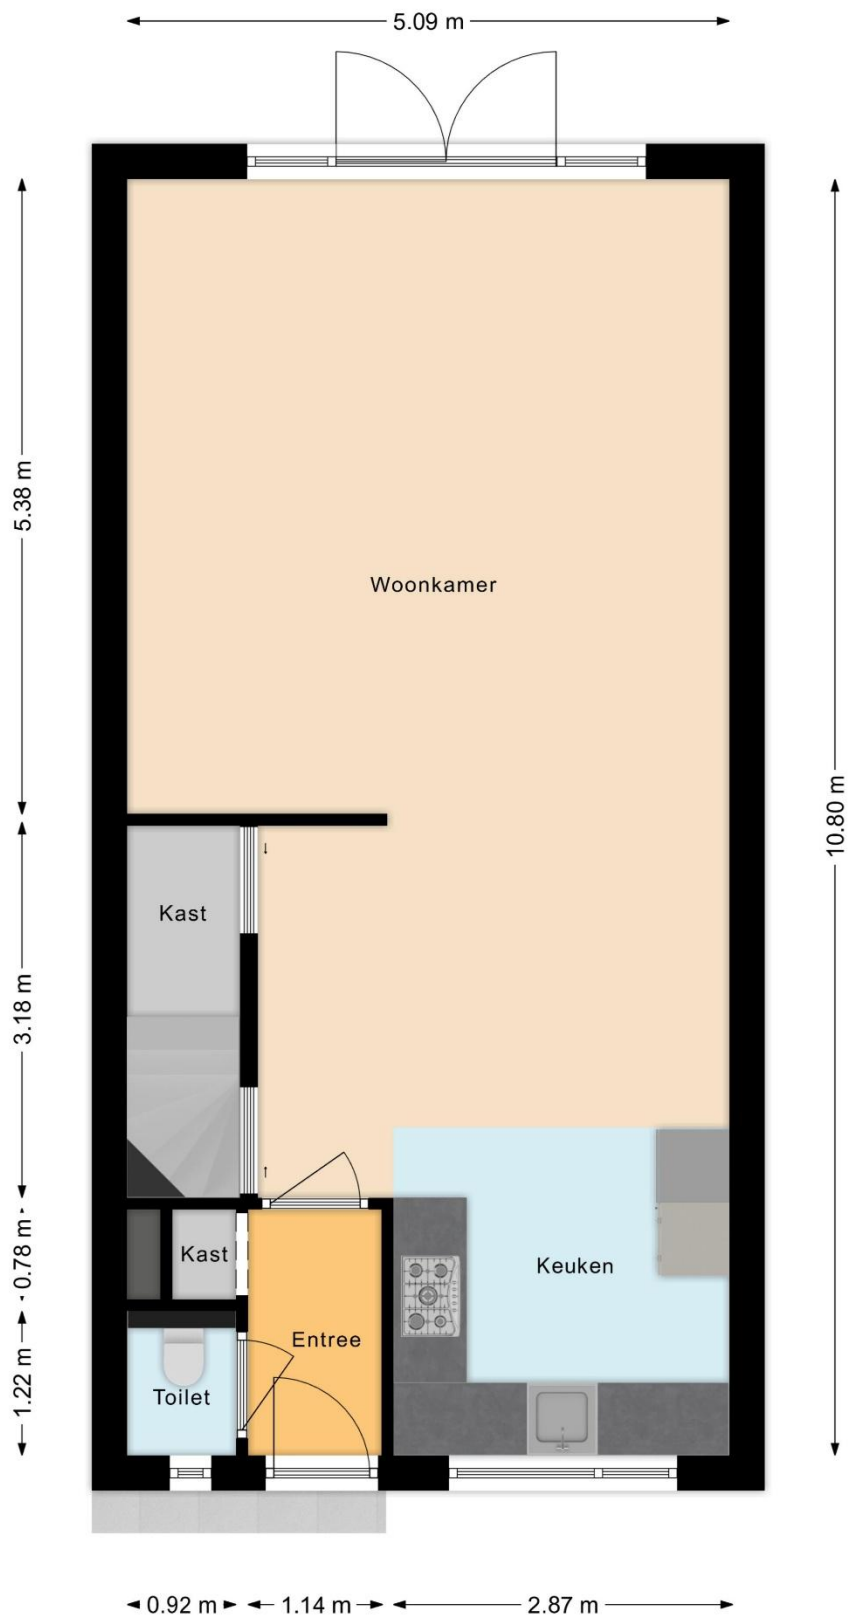 5.09 m
5.38 m
Woonkamer
10.80 m
Kast
3.18 m
0.78 m
Kast
Keuken
Entree
1.22 m
Toilet
0.92 m
1.14 m
2.87 m